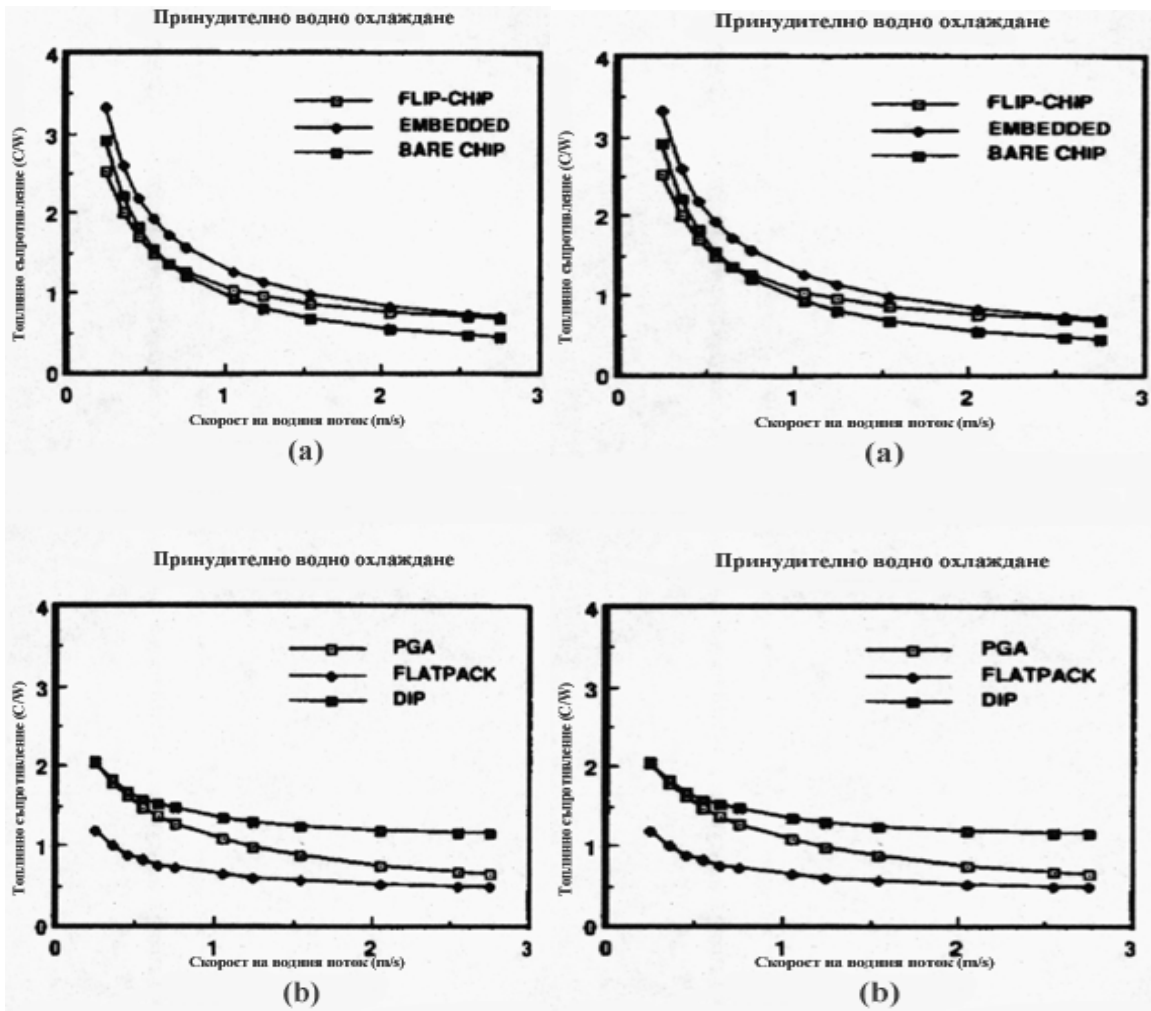 Принудително водно охлаждане
4
3
2
1
0
Топлинно съпротивление (C/W)
FLIP-CHIP
EMBEDDED
BARE CHIP
0 1 2 3
Скорост на водния поток (m/s)
(a)
Принудително водно охлаждане
4
3
2
1
0
Топлинно съпротивление (C/W)
FLIP-CHIP
EMBEDDED
BARE CHIP
0 1 2 3
Скорост на водния поток (m/s)
(a)
Принудително водно охлаждане
4
3
2
1
0
Топлинно съпротивление (C/W)
PGA
FLATPACK
DIP
0 1 2 3
Скорост на водния поток (m/s)
(b)
Принудително водно охлаждане
4
3
2
1
0
Топлинно съпротивление (C/W)
PGA
FLATPACK
DIP
0 1 2 3
Скорост на водния поток (m/s)
(b)